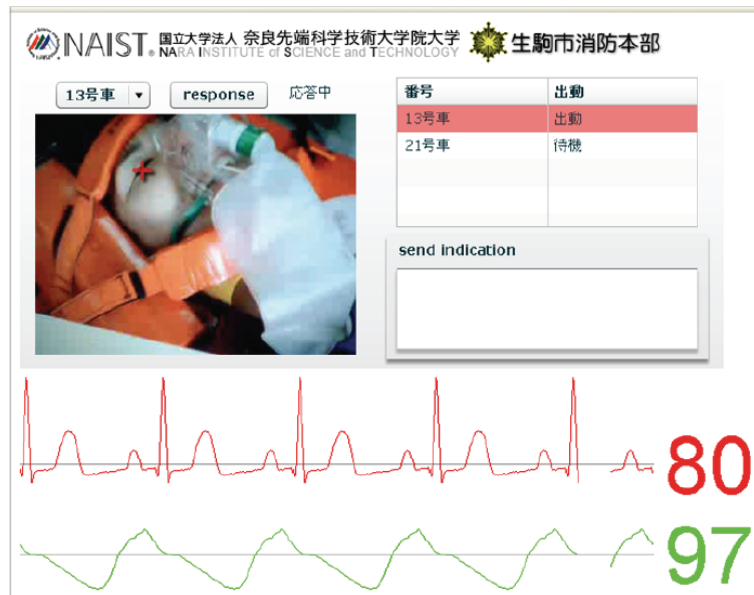 NAIST® 国立大学法人 奈良先端科学技術大学院大学 生駒市消防本部
NARA INSTITUTE of SCIENCE and TECHNOLOGY
13号車 response 応答中
番号 出動
13号車 出動
21号車 待機
send indication
80
97